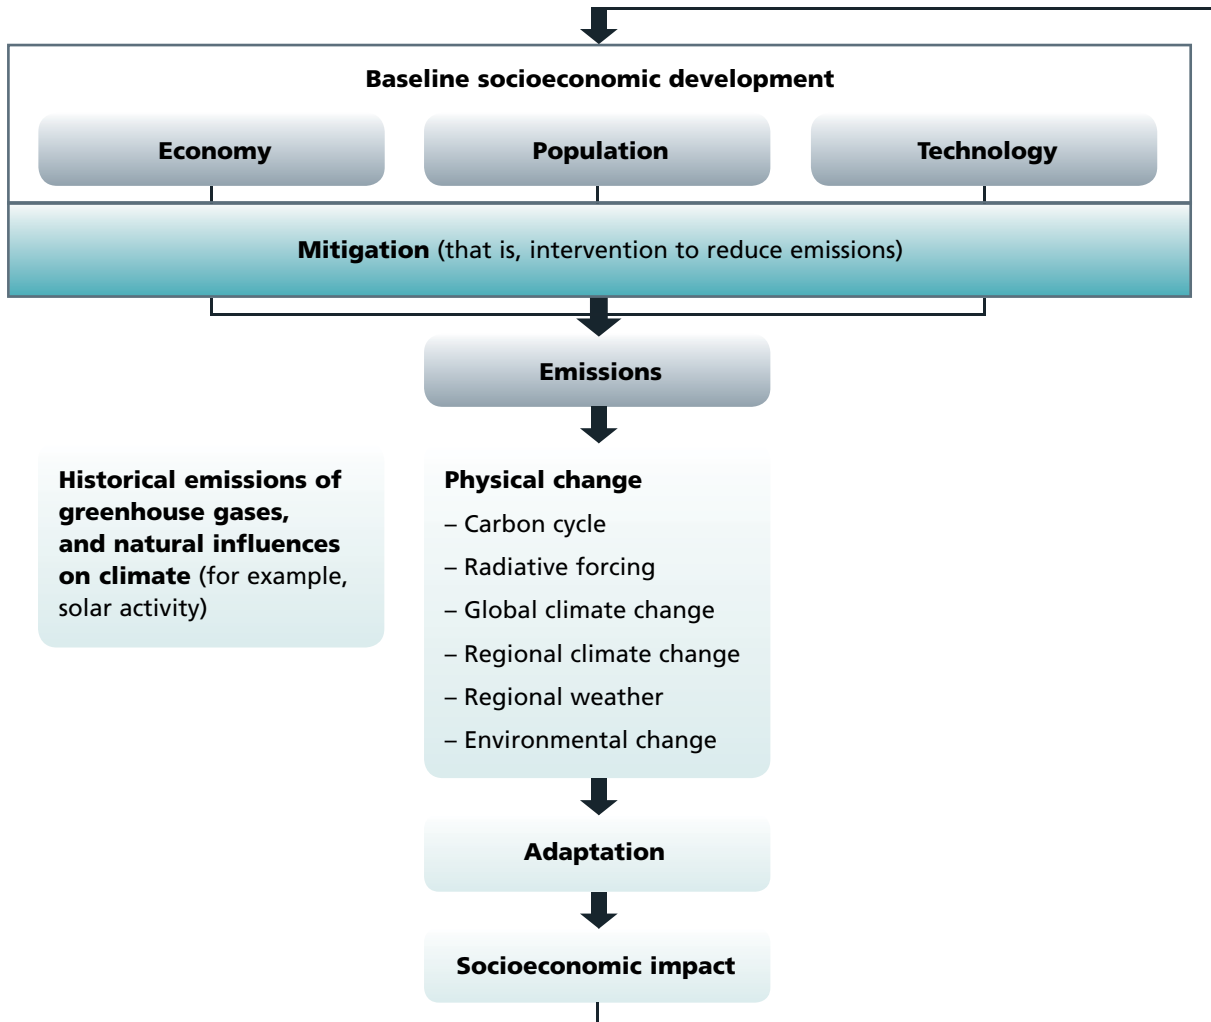 Baseline socioeconomic development
Economy
Population
Technology
Mitigation (that is, intervention to reduce emissions)
Emissions
Historical emissions of
greenhouse gases,
and natural influences
on climate (for example,
solar activity)
Physical change
– Carbon cycle
– Radiative forcing
– Global climate change
– Regional climate change
– Regional weather
– Environmental change
Adaptation
Socioeconomic impact